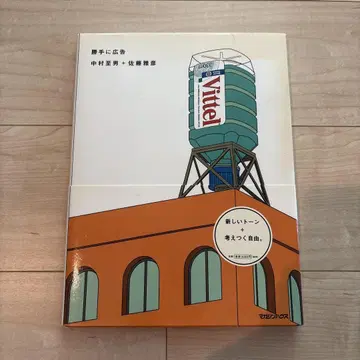 勝手に広告
中村至男+佐藤雅彦
Vittel
新しいトーン
+
考えつく自由。
マガジンハウス